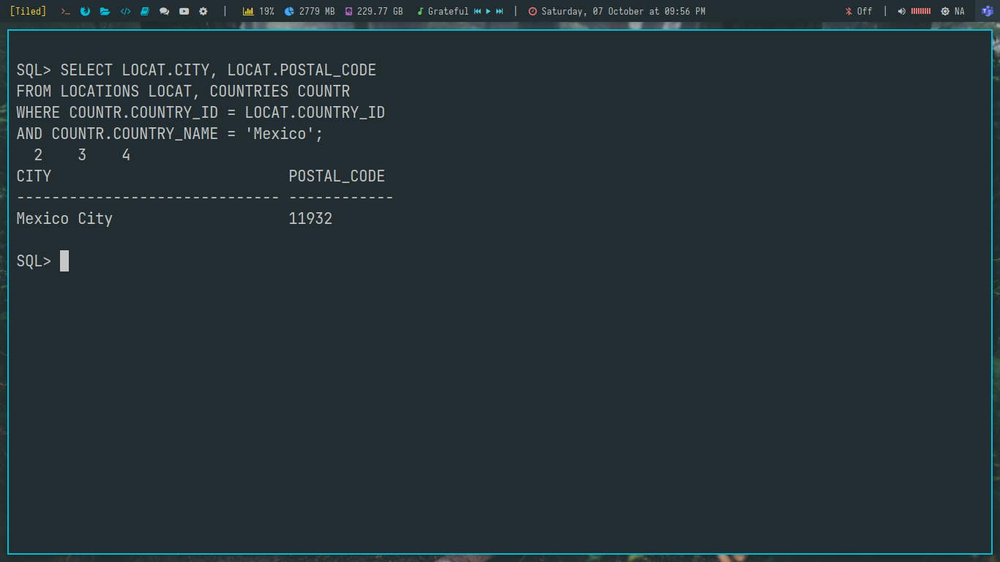 [Tiled] >_ </> | 19% 2779 MB 229.77 GB Grateful | Saturday, 07 October at 09:56 PM Off | NA
SQL> SELECT LOCAT.CITY, LOCAT.POSTAL_CODE
FROM LOCATIONS LOCAT, COUNTRIES COUNTR
WHERE COUNTR.COUNTRY_ID = LOCAT.COUNTRY_ID
AND COUNTR.COUNTRY_NAME = 'Mexico';
  2    3    4
CITY                           POSTAL_CODE
------------------------------ ------------
Mexico City                    11932
SQL>